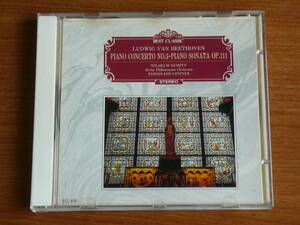 BEST CLASSIC
LUDWIG VAN BEETHOVEN
PIANO CONCERTO NO.5•PIANO SONATA OP.111
WILHELM KEMPFF
Berlin Philharmonic Orchestra
FERDINAND LEITNER
STEREO